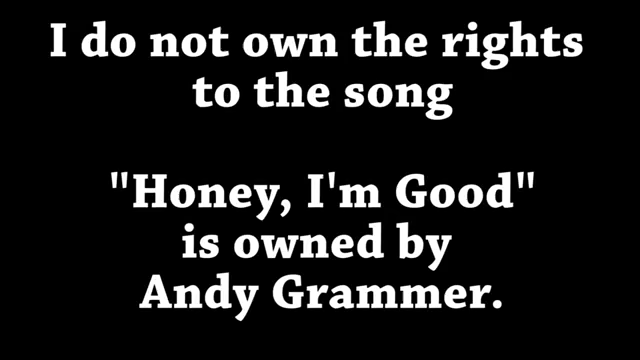 I do not own the rights
to the song
"Honey, I'm Good"
is owned by
Andy Grammer.